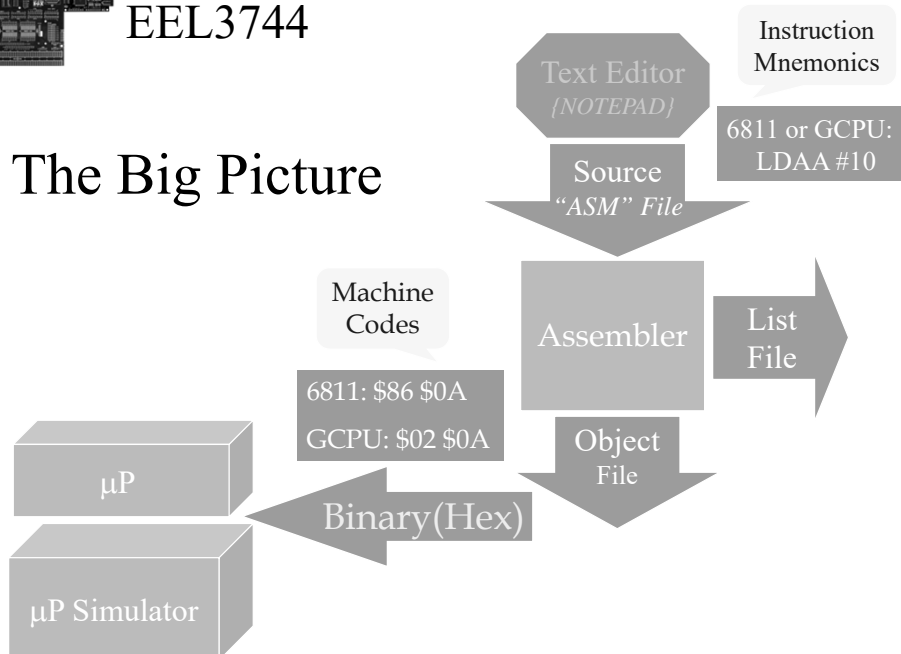 EEL3744
The Big Picture
Text Editor
{NOTEPAD}
Instruction
Mnemonics
6811 or GCPU:
LDAA #10
Source
“ASM” File
Assembler
List
File
Machine
Codes
6811: $86 $0A
GCPU: $02 $0A
Object
File
Binary(Hex)
µP
µP Simulator